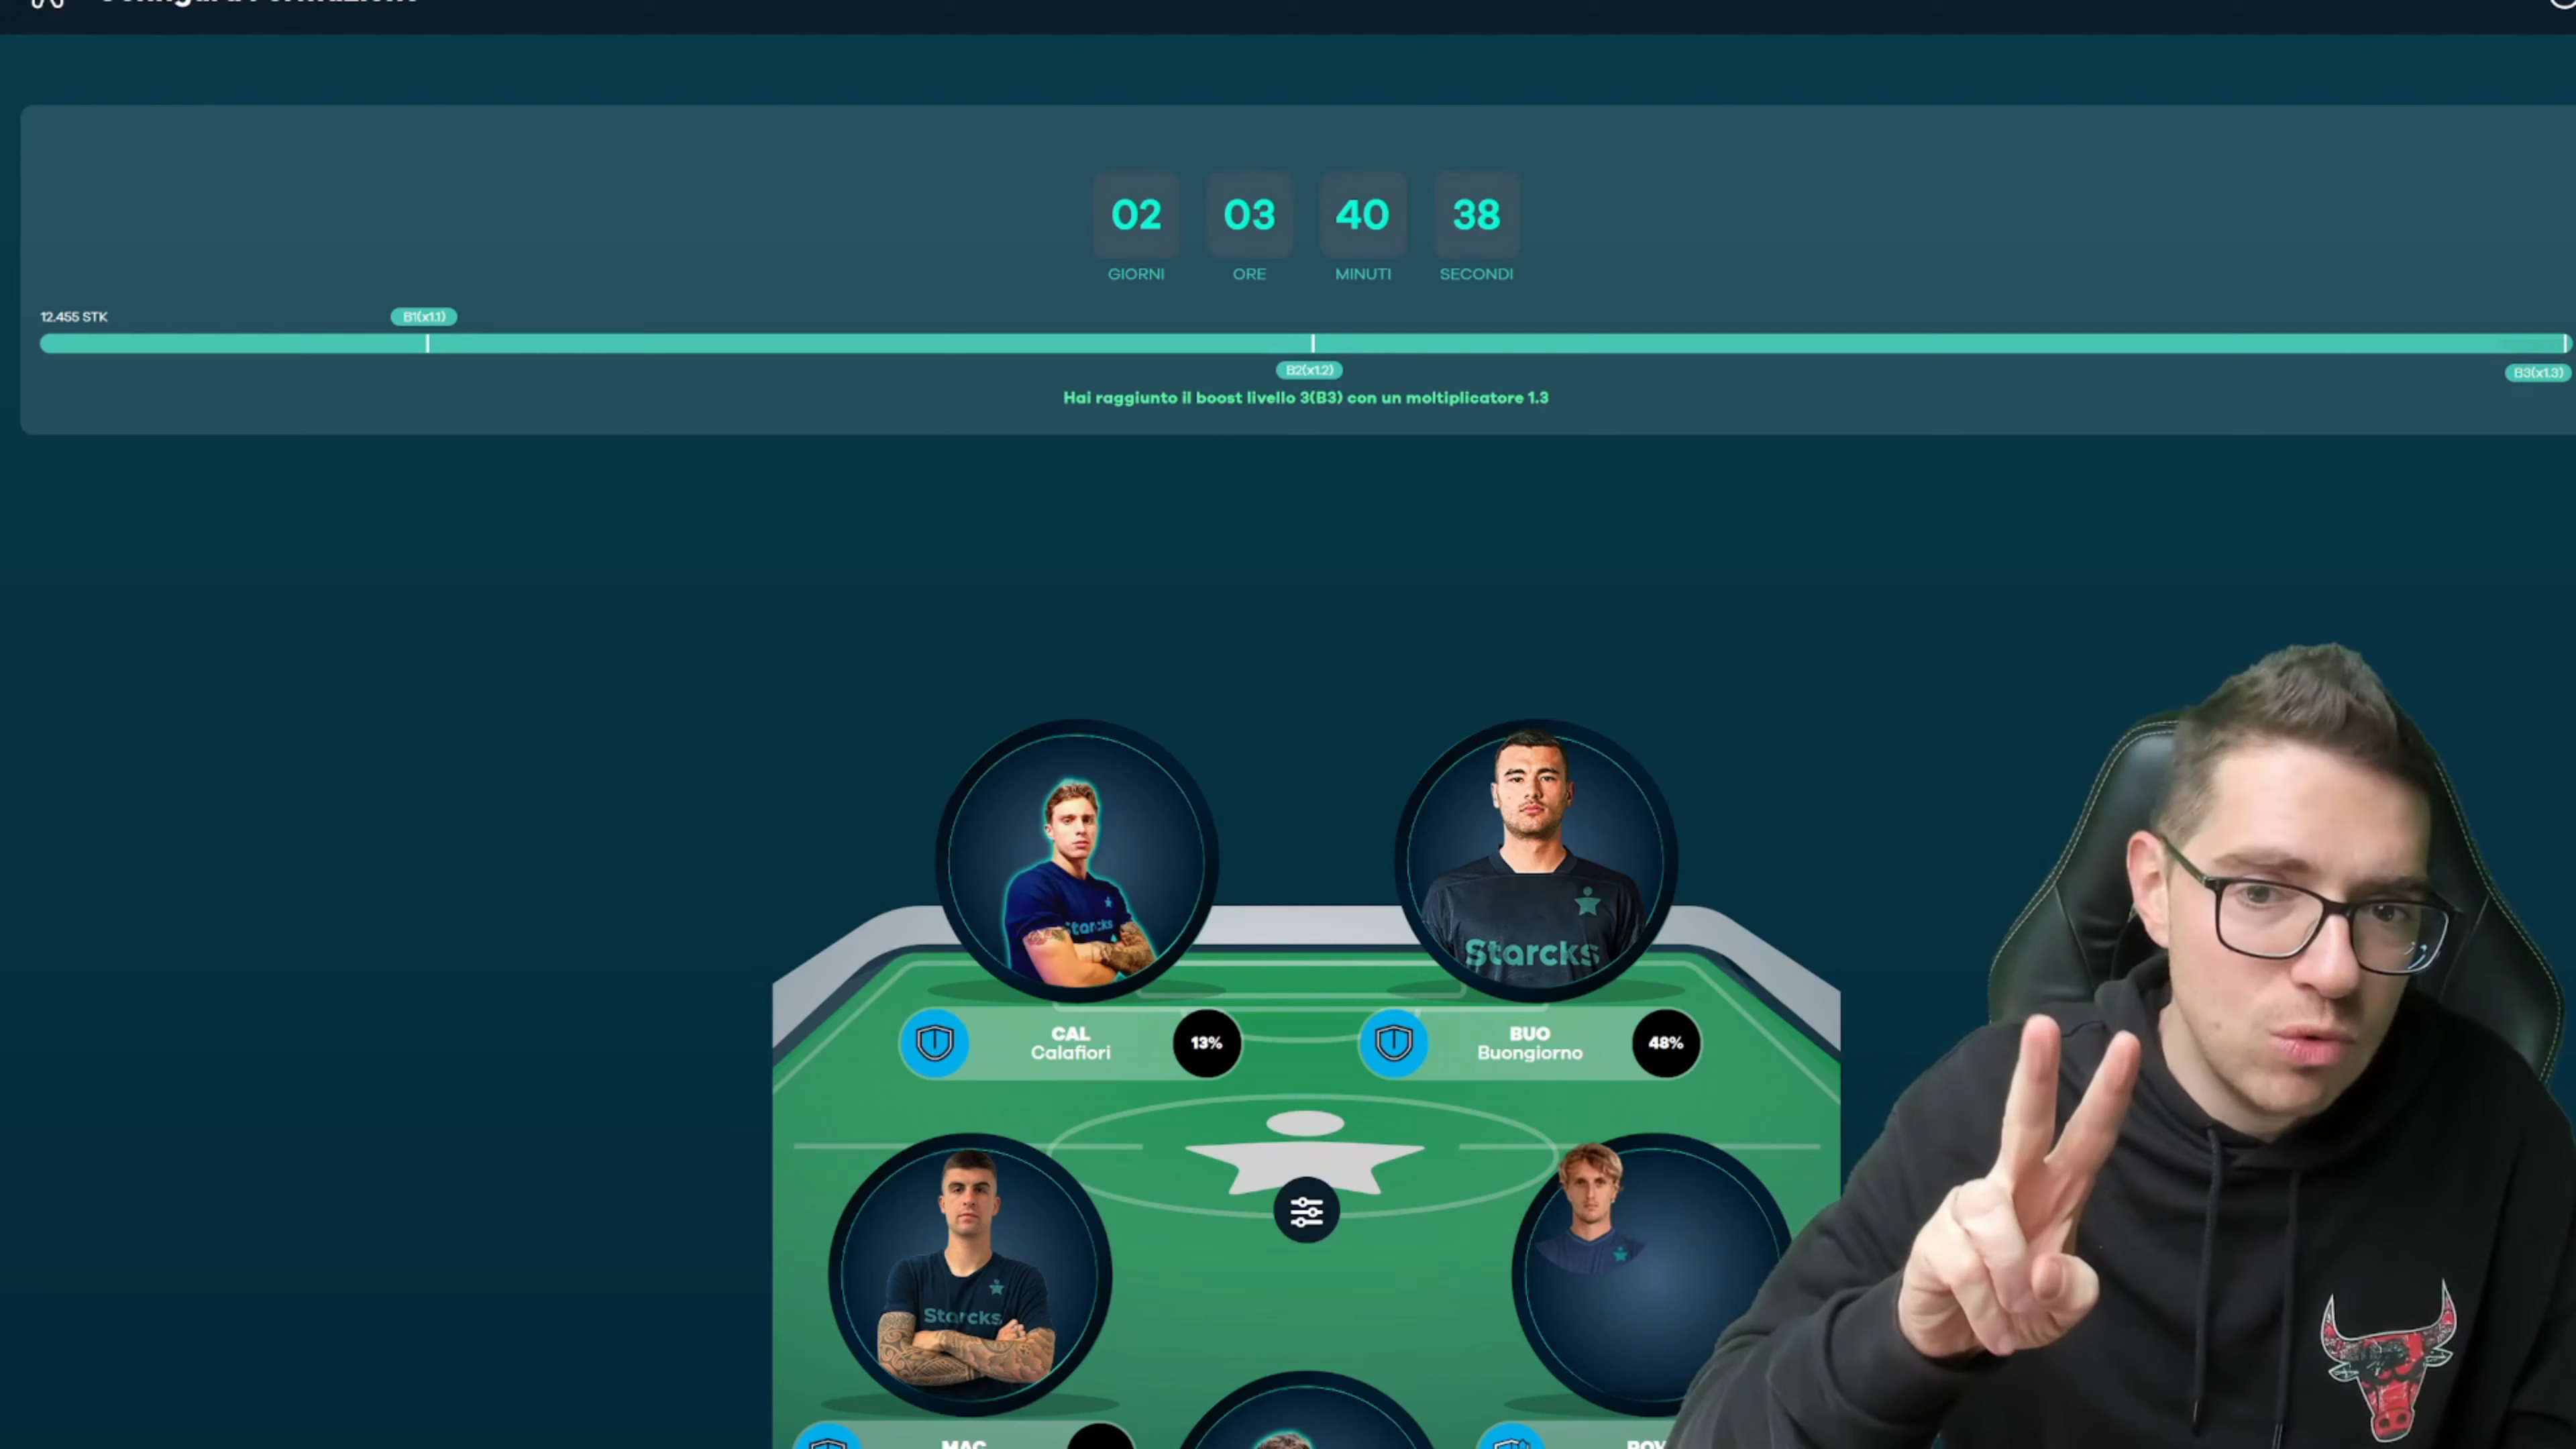 02 03 40 38
GIORNI ORE MINUTI SECONDI
12.455 STK
B1(x1.1)
B2(x1.2)
B3(x1.3)
Hai raggiunto il boost livello 3(B3) con un moltiplicatore 1.3
Starcks
Starcks
CAL
Calafiori
13%
BUO
Buongiorno
48%
Starcks